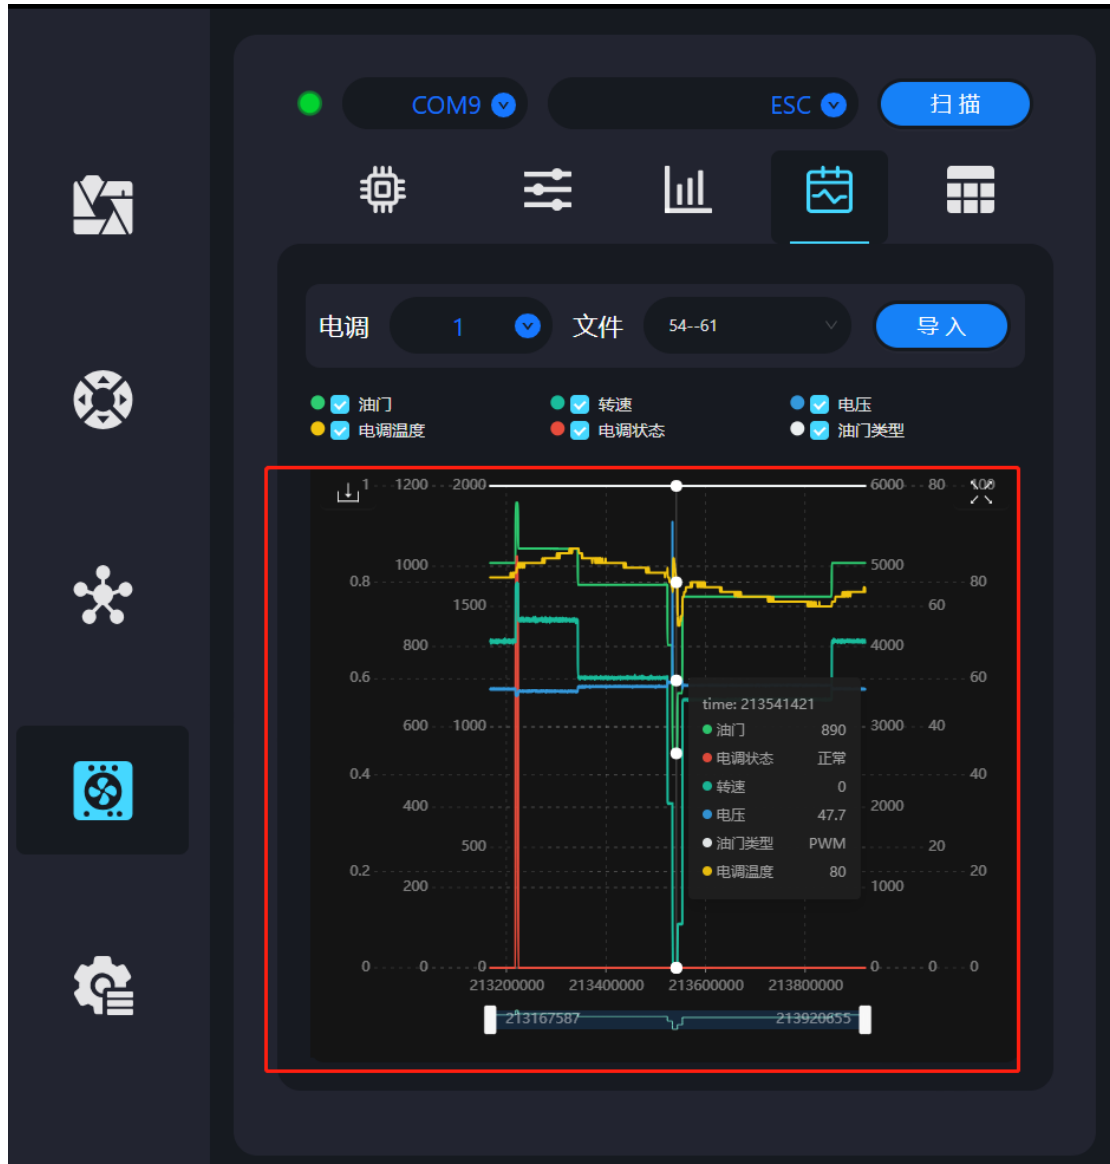 COM9 ESC 扫描
电调 1 文件 54--61 导入
油门 转速 电压
电调温度 电调状态 油门类型
1 1200 2000 6000 80 100
1000 5000
0.8 80
1500 60
800 4000
0.6 60
time: 213541421
600 1000 3000 40
油门 890
电调状态 正常
0.4 40
转速 0
400 2000
电压 47.7
500 20
油门类型 PWM
0.2 20
电调温度 80
200 1000
0 0 0 0 0 0
213200000 213400000 213600000 213800000
213167587 213920655